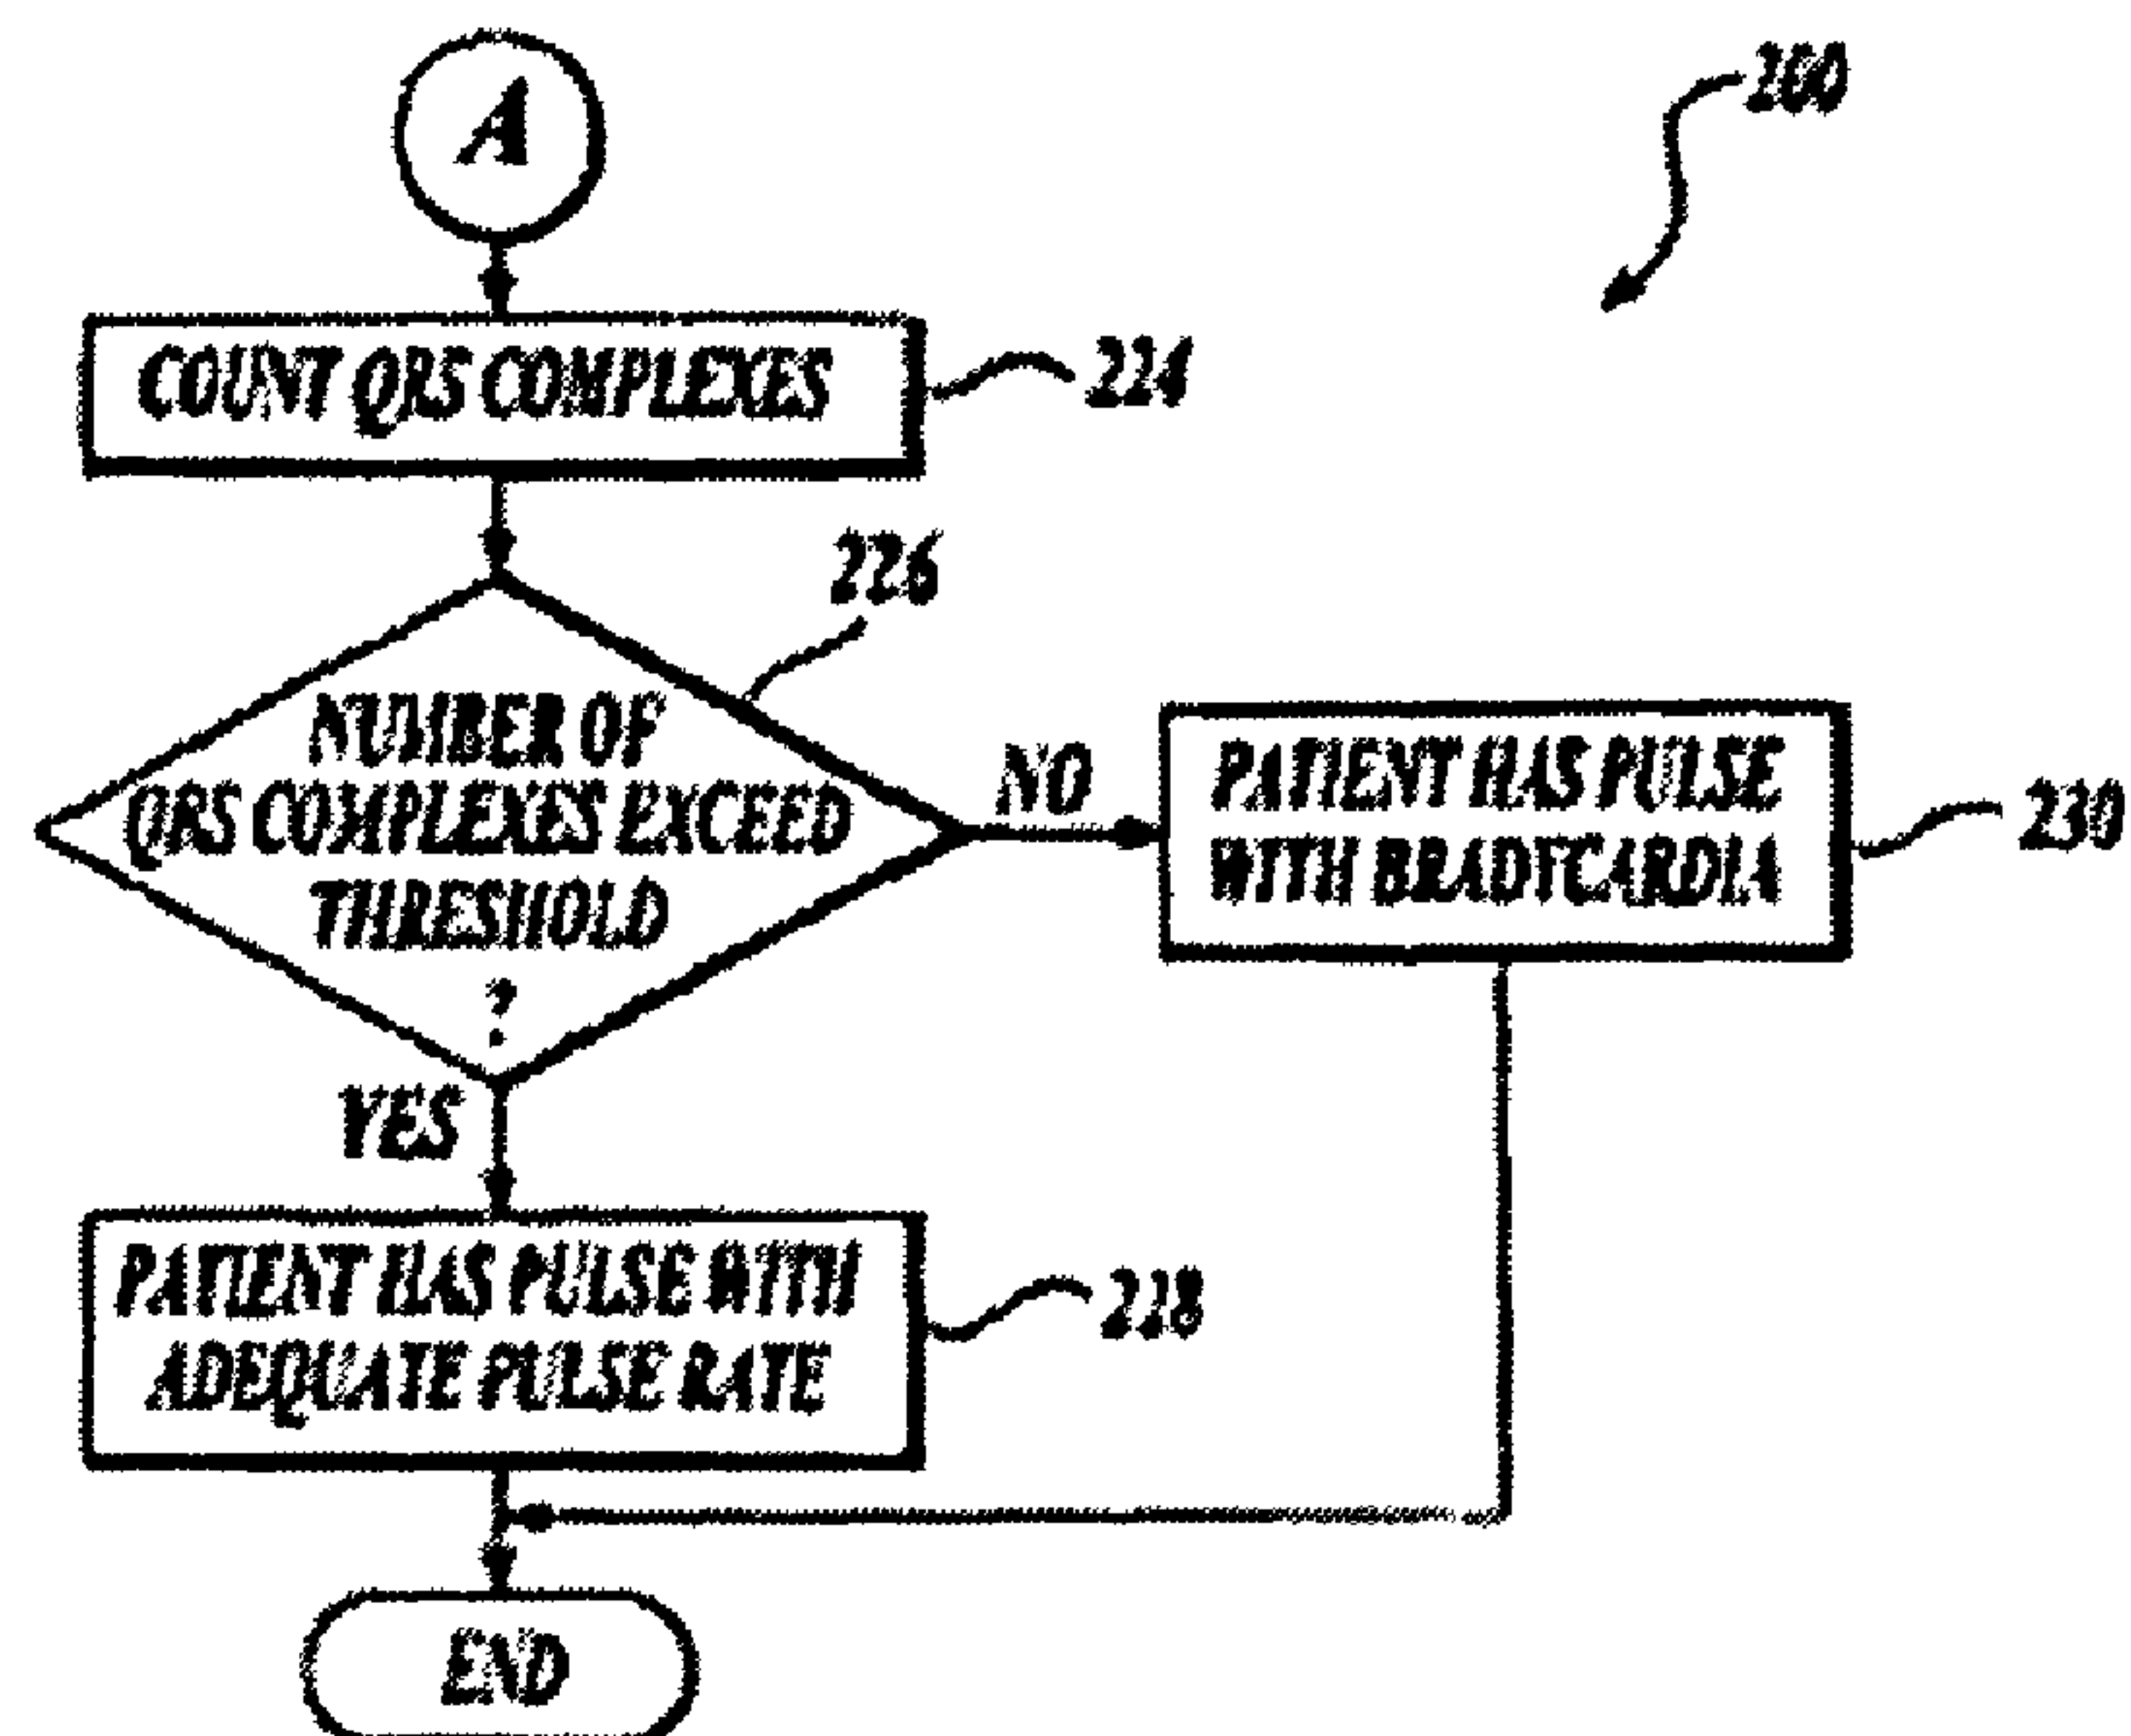 A
200
COUNT QRS COMPLEXES
224
226
NUMBER OF
QRS COMPLEXES EXCEED
THRESHOLD
?
NO
PATIENT HAS PULSE
WITH BRADYCARDIA
230
YES
PATIENT HAS PULSE WITH
ADEQUATE PULSE RATE
228
END